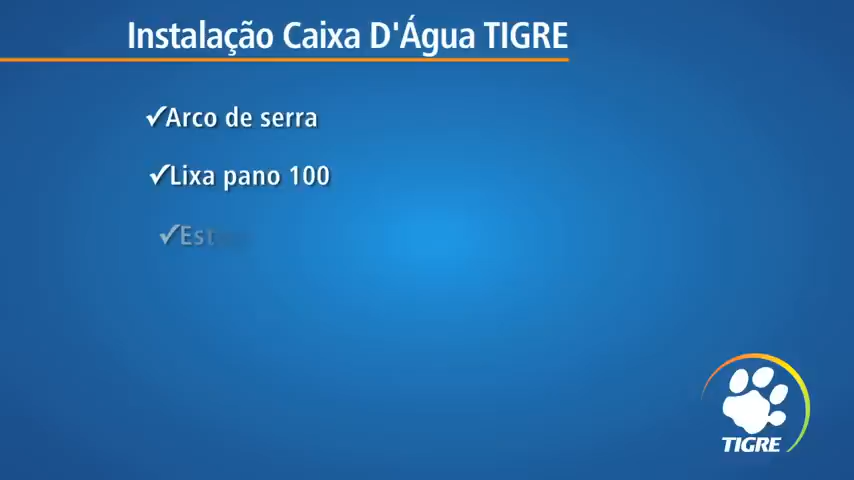 Instalação Caixa D'Água TIGRE
✓Arco de serra
✓Lixa pano 100
TIGRE